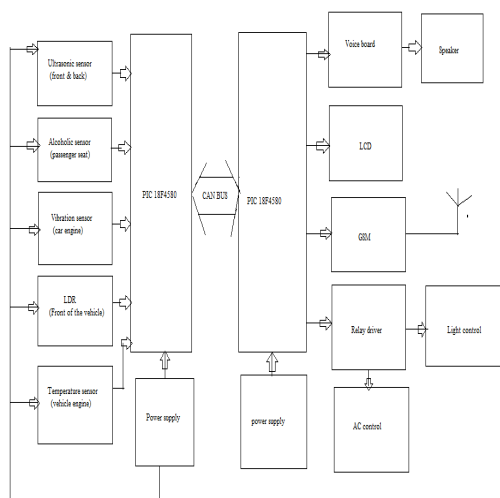 Ultrasonic sensor
(front & back)
Alcoholic sensor
(passenger seat)
Vibration sensor
(car engine)
LDR
(Front of the vehicle)
Temperature sensor
(vehicle engine)
PIC 18F4580
Power supply
CAN BUS
PIC 18F4580
power supply
Voice board
Speaker
LCD
GSM
Relay driver
Light control
AC control